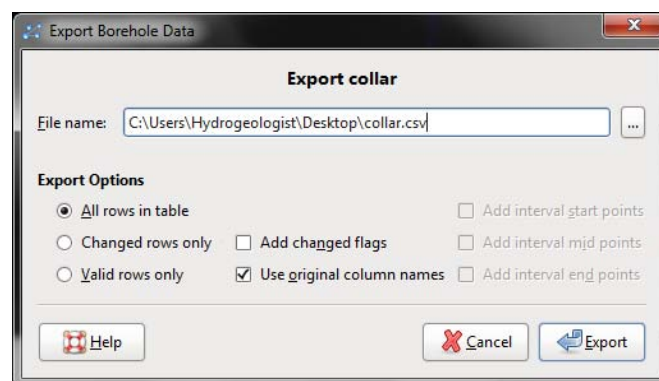 Export Borehole Data
Export collar
File name: C:\Users\Hydrogeologist\Desktop\collar.csv ...
Export Options
All rows in table Add interval start points
Changed rows only Add changed flags Add interval mid points
Valid rows only Use original column names Add interval end points
Help Cancel Export